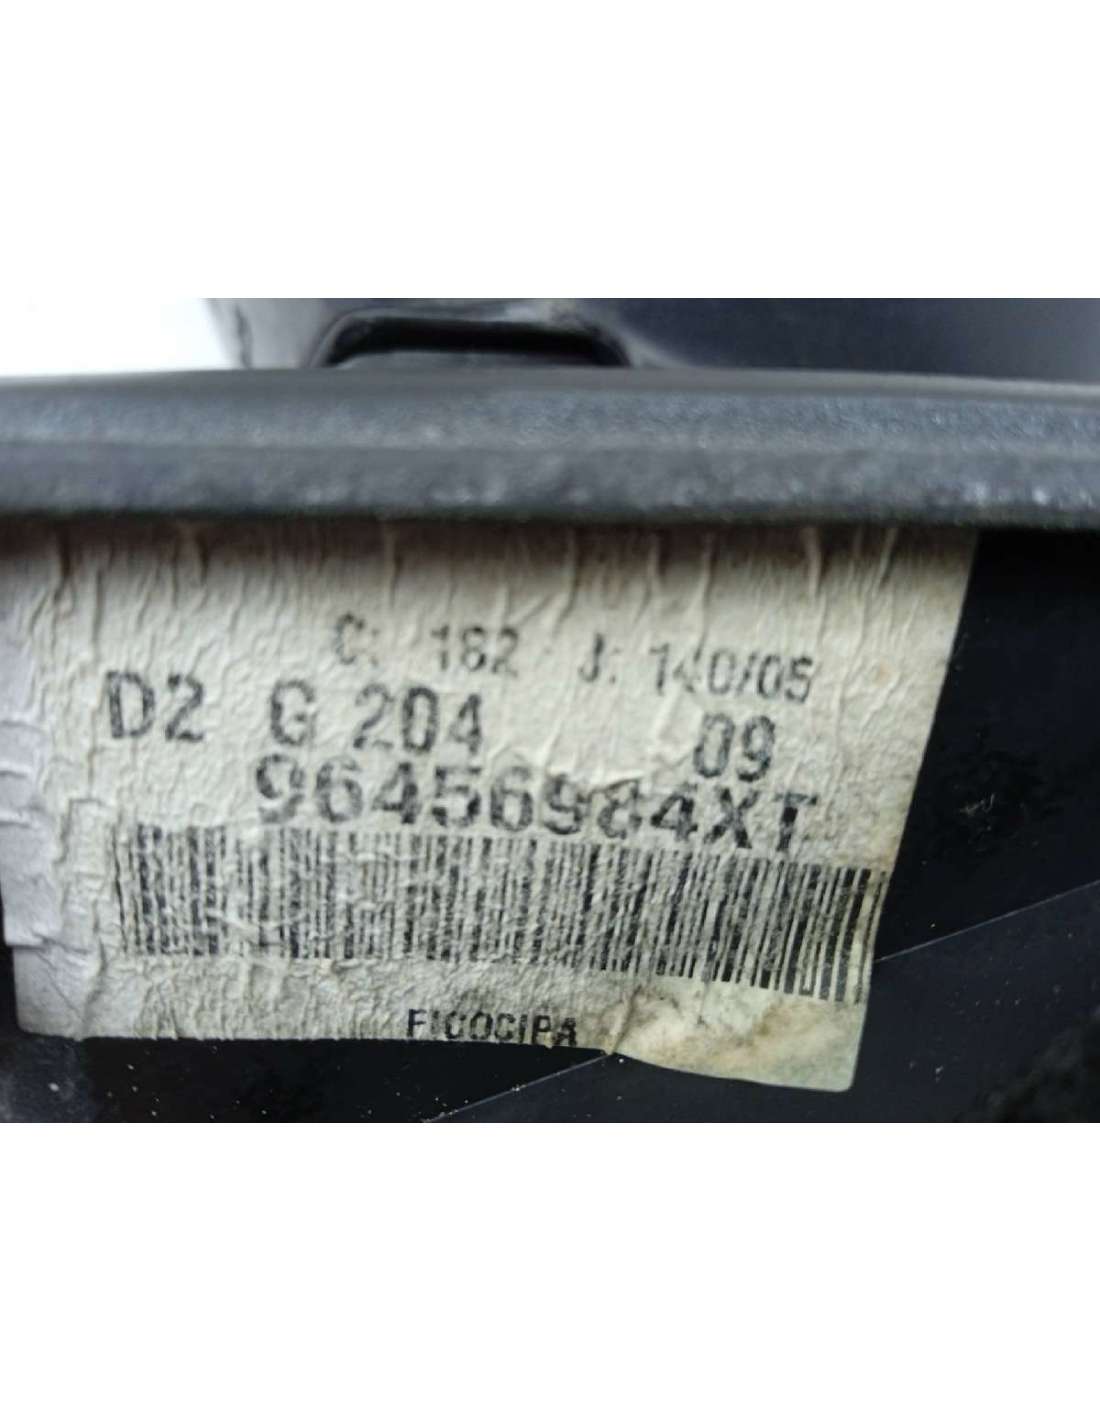 C: 182 J: 140/05
D2 G 204 09
96456984XT
FICOCIPA